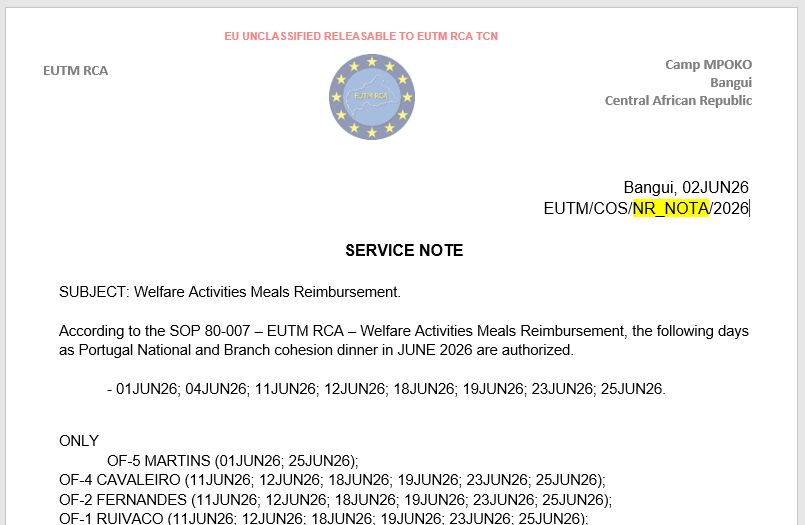 EU UNCLASSIFIED RELEASABLE TO EUTM RCA TCN
EUTM RCA
EUTM RCA
Camp MPOKO
Bangui
Central African Republic
Bangui, 02JUN26
EUTM/COS/NR_NOTA/2026
SERVICE NOTE
SUBJECT: Welfare Activities Meals Reimbursement.
According to the SOP 80-007 – EUTM RCA – Welfare Activities Meals Reimbursement, the following days
as Portugal National and Branch cohesion dinner in JUNE 2026 are authorized.
- 01JUN26; 04JUN26; 11JUN26; 12JUN26; 18JUN26; 19JUN26; 23JUN26; 25JUN26.
ONLY
OF-5 MARTINS (01JUN26; 25JUN26);
OF-4 CAVALEIRO (11JUN26; 12JUN26; 18JUN26; 19JUN26; 23JUN26; 25JUN26);
OF-2 FERNANDES (11JUN26; 12JUN26; 18JUN26; 19JUN26; 23JUN26; 25JUN26);
OF-1 RUIVACO (11JUN26; 12JUN26; 18JUN26; 19JUN26; 23JUN26; 25JUN26);